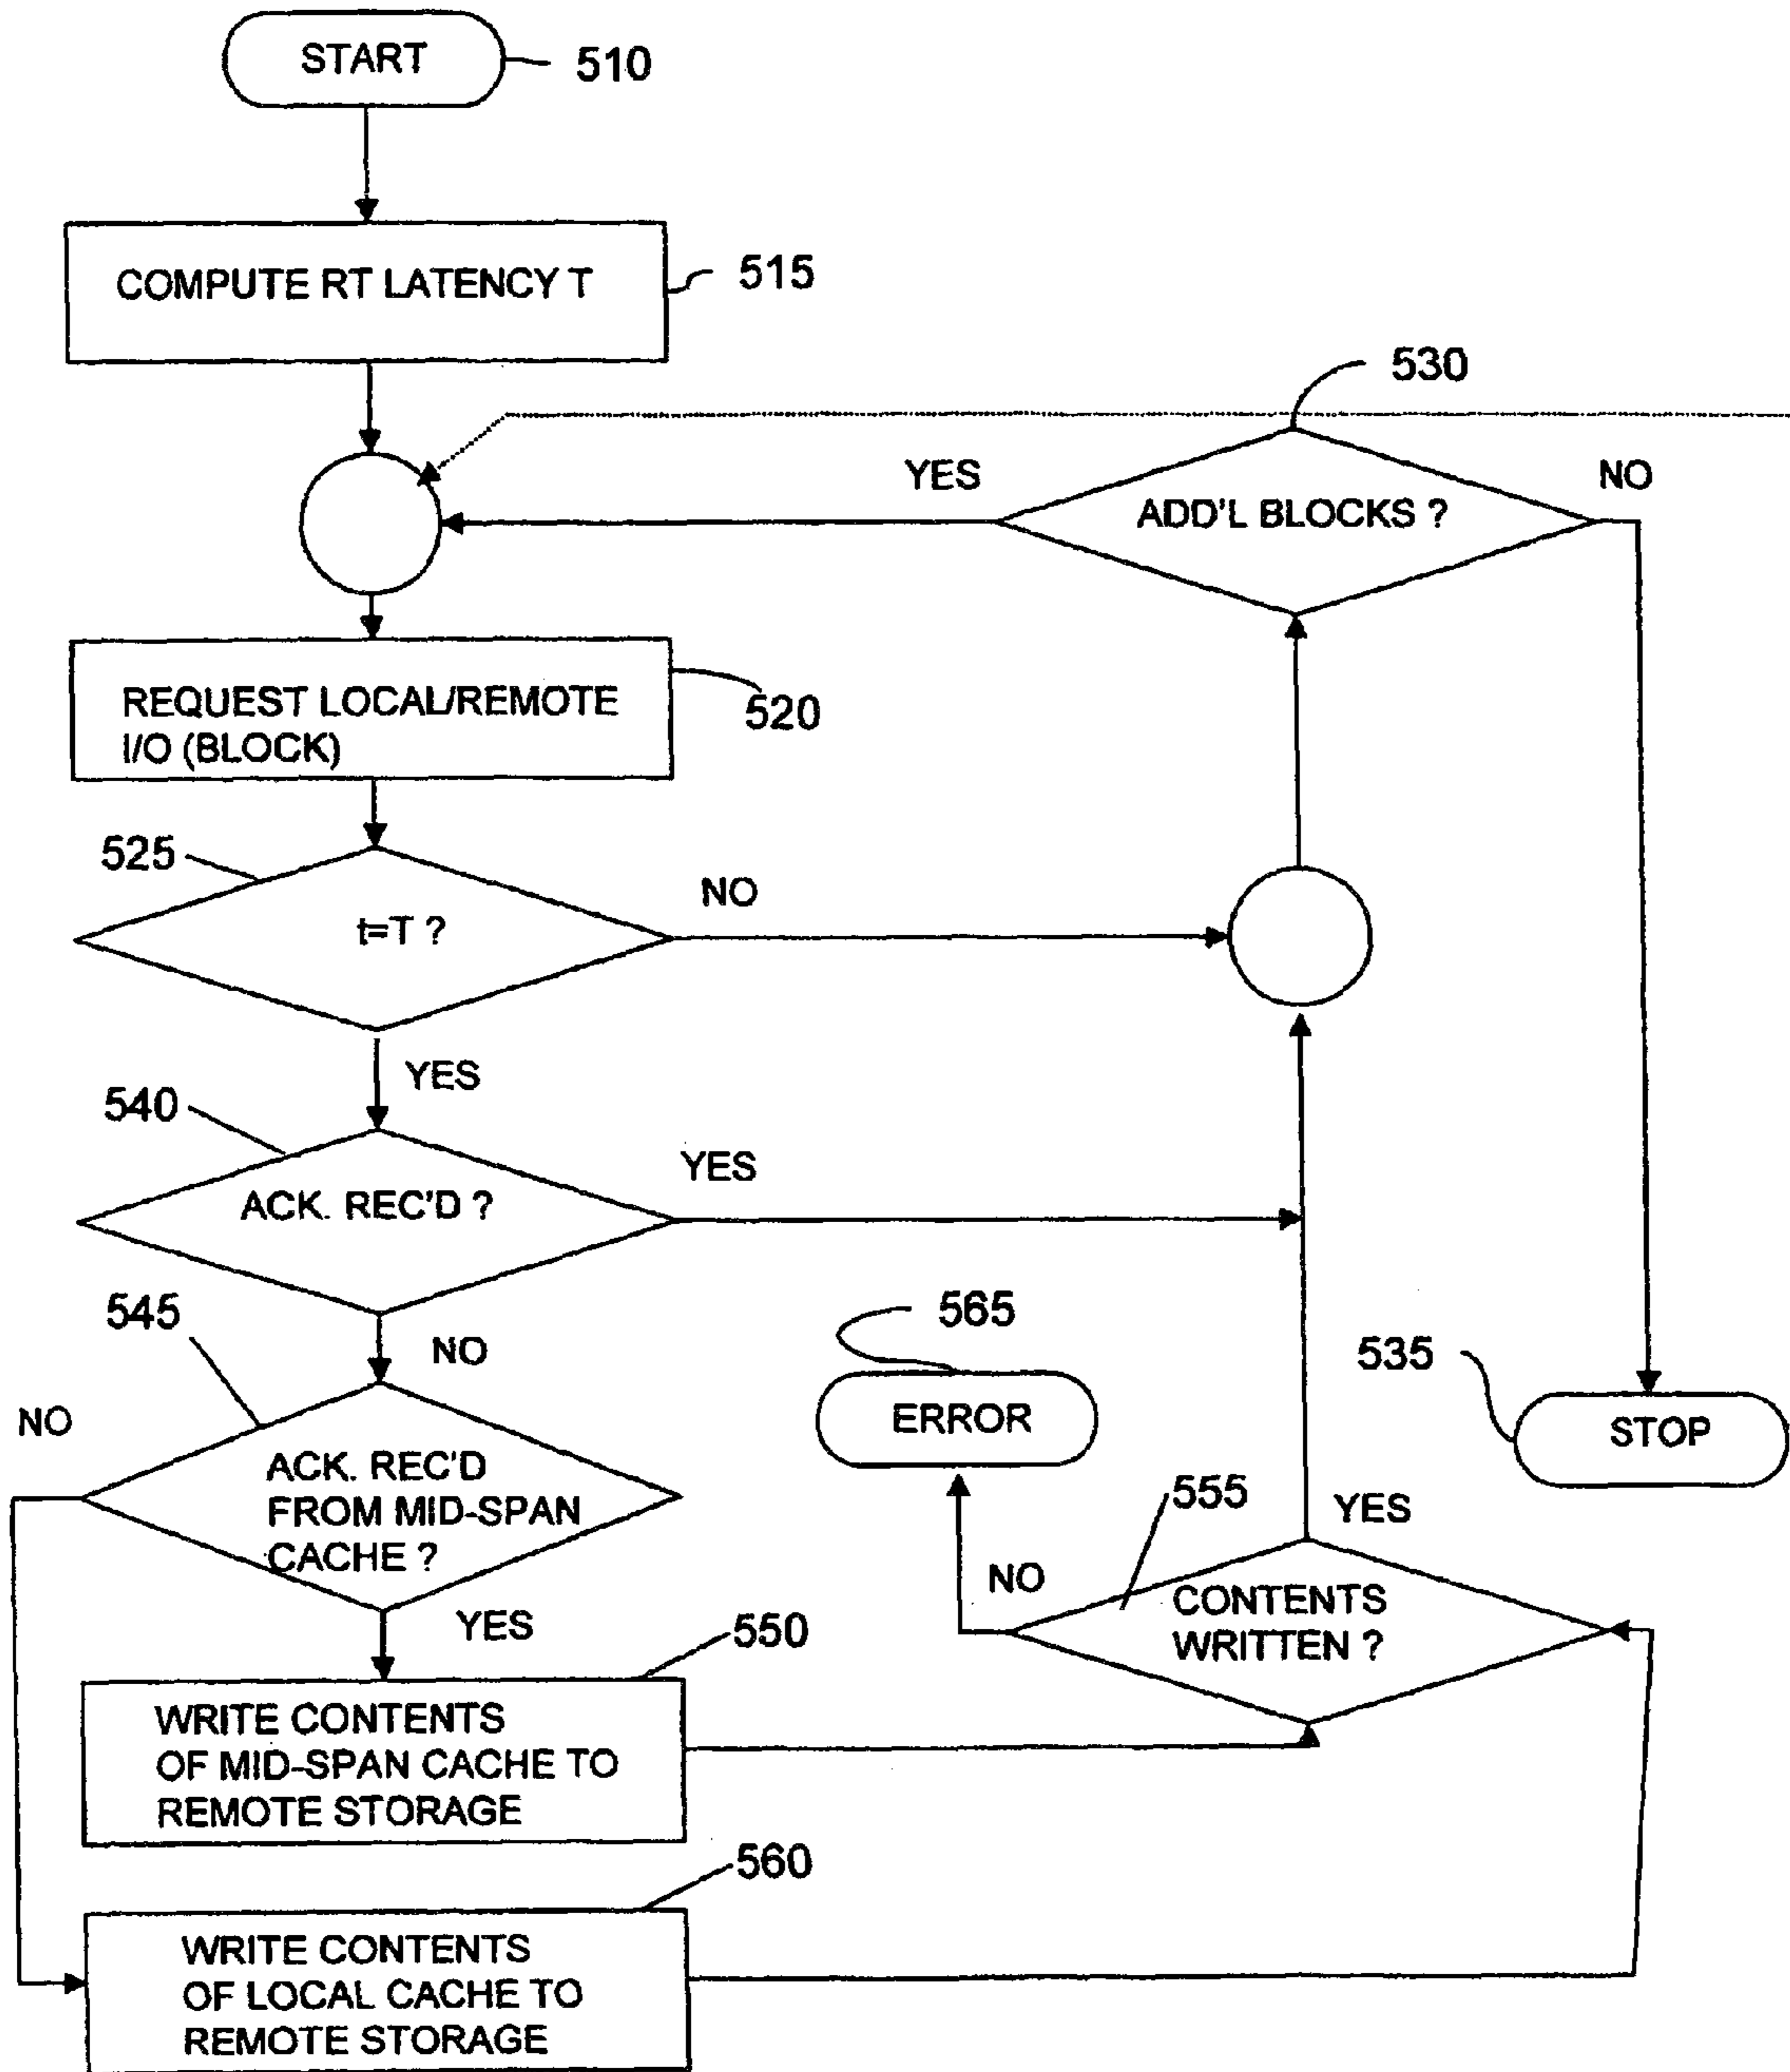 START
510
COMPUTE RT LATENCY T
515
530
YES
NO
ADD'L BLOCKS ?
REQUEST LOCAL/REMOTE
I/O (BLOCK)
520
525
NO
t=T ?
YES
540
YES
ACK. REC'D ?
545
NO
565
535
NO
ERROR
STOP
ACK. REC'D
FROM MID-SPAN
CACHE ?
555
YES
NO
CONTENTS
WRITTEN ?
YES
550
WRITE CONTENTS
OF MID-SPAN CACHE TO
REMOTE STORAGE
560
WRITE CONTENTS
OF LOCAL CACHE TO
REMOTE STORAGE